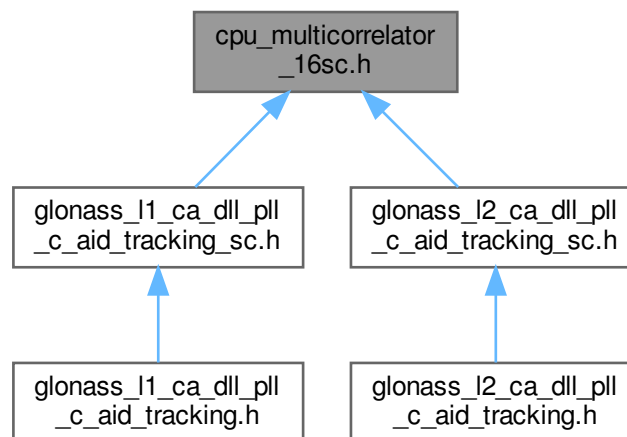 cpu_multicorrelator
_16sc.h
glonass_l1_ca_dll_pll
_c_aid_tracking_sc.h
glonass_l2_ca_dll_pll
_c_aid_tracking_sc.h
glonass_l1_ca_dll_pll
_c_aid_tracking.h
glonass_l2_ca_dll_pll
_c_aid_tracking.h